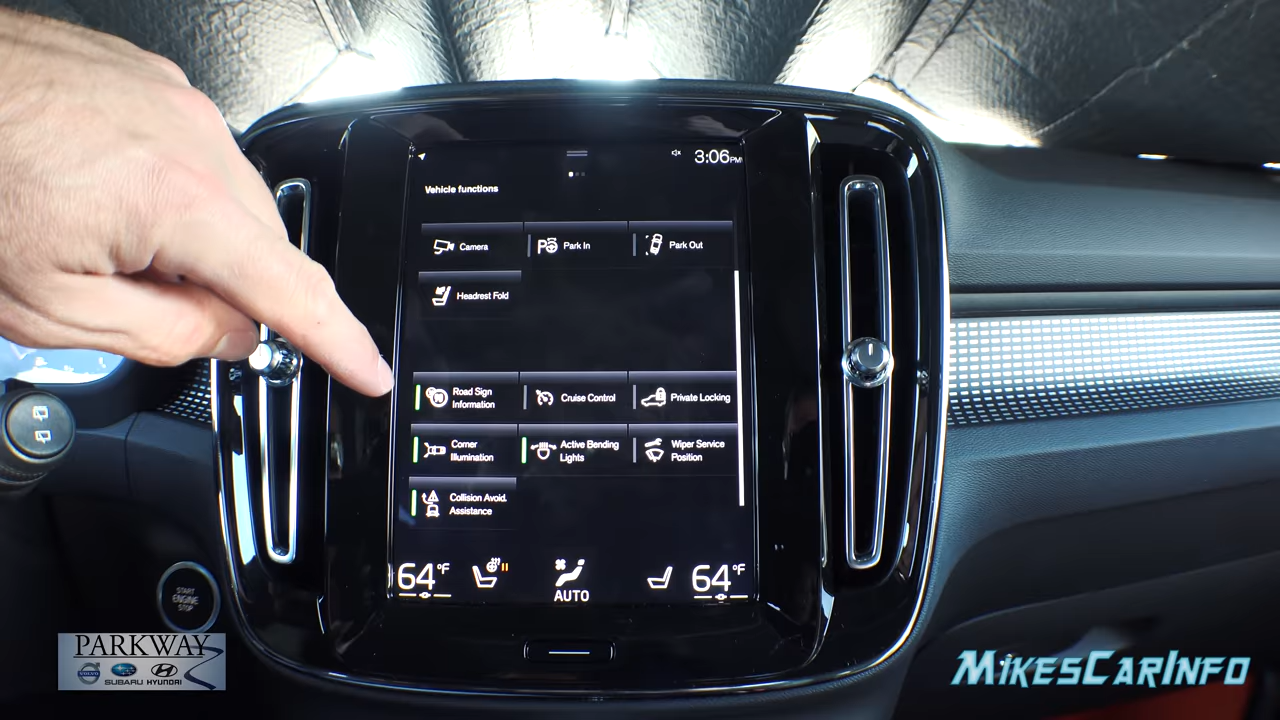 3:06PM
Vehicle functions
Camera
Park In
Park Out
Headrest Fold
Road Sign
Information
Cruise Control
Private Locking
Corner
Illumination
Active Bending
Lights
Wiper Service
Position
Collision Avoid.
Assistance
64°F
AUTO
64°F
START
ENGINE
STOP
PARKWAY
VOLVO
SUBARU
HYUNDAI
MIKESCARINFO